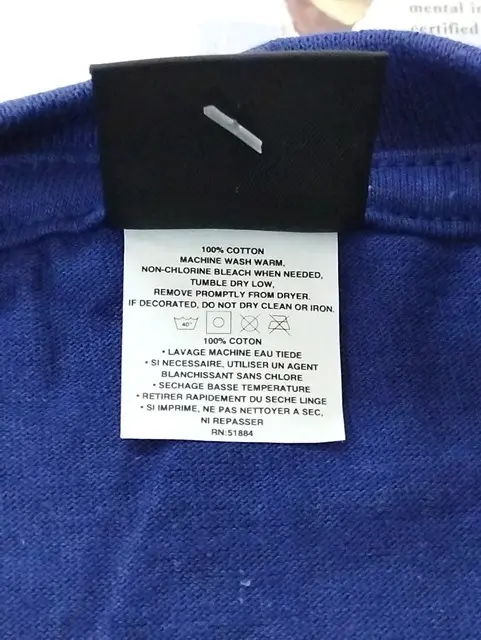 mental in
certified
100% COTTON
MACHINE WASH WARM,
NON-CHLORINE BLEACH WHEN NEEDED,
TUMBLE DRY LOW,
REMOVE PROMPTLY FROM DRYER.
IF DECORATED, DO NOT DRY CLEAN OR IRON.
40°
100% COTON
• LAVAGE MACHINE EAU TIEDE
• SI NECESSAIRE, UTILISER UN AGENT
BLANCHISSANT SANS CHLORE
• SECHAGE BASSE TEMPERATURE
• RETIRER RAPIDEMENT DU SECHE LINGE
• SI IMPRIME, NE PAS NETTOYER A SEC,
NI REPASSER
RN:51884